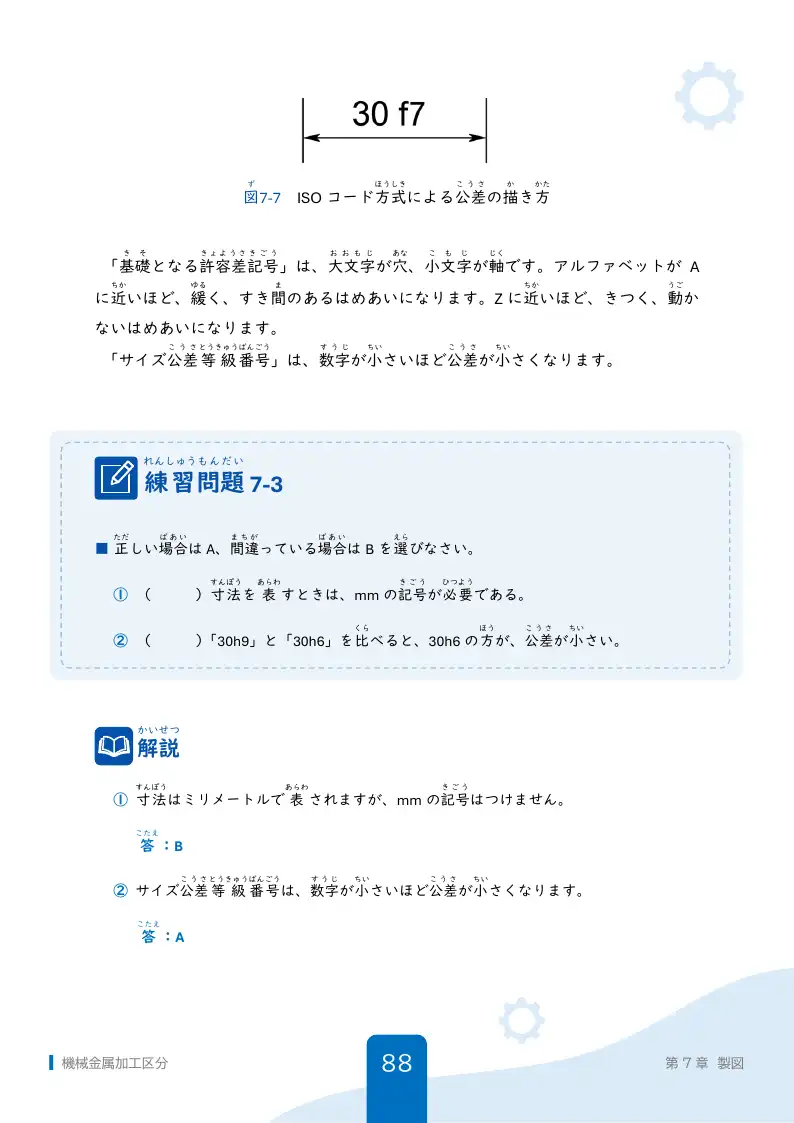 30 f7
図7-7 ISO コード方式による公差の描き方
「基礎となる許容差記号」は、大文字が穴、小文字が軸です。アルファベットが A
に近いほど、緩く、すき間のあるはめあいになります。Z に近いほど、きつく、動か
ないはめあいになります。
「サイズ公差等級番号」は、数字が小さいほど公差が小さくなります。
練習問題 7-3
■ 正しい場合は A、間違っている場合は B を選びなさい。
① （　　　）寸法を表すときは、mm の記号が必要である。
② （　　　）「30h9」と「30h6」を比べると、30h6 の方が、公差が小さい。
解説
① 寸法はミリメートルで表されますが、mm の記号はつけません。
答：B
② サイズ公差等級番号は、数字が小さいほど公差が小さくなります。
答：A
機械金属加工区分
88
第 7 章 製図